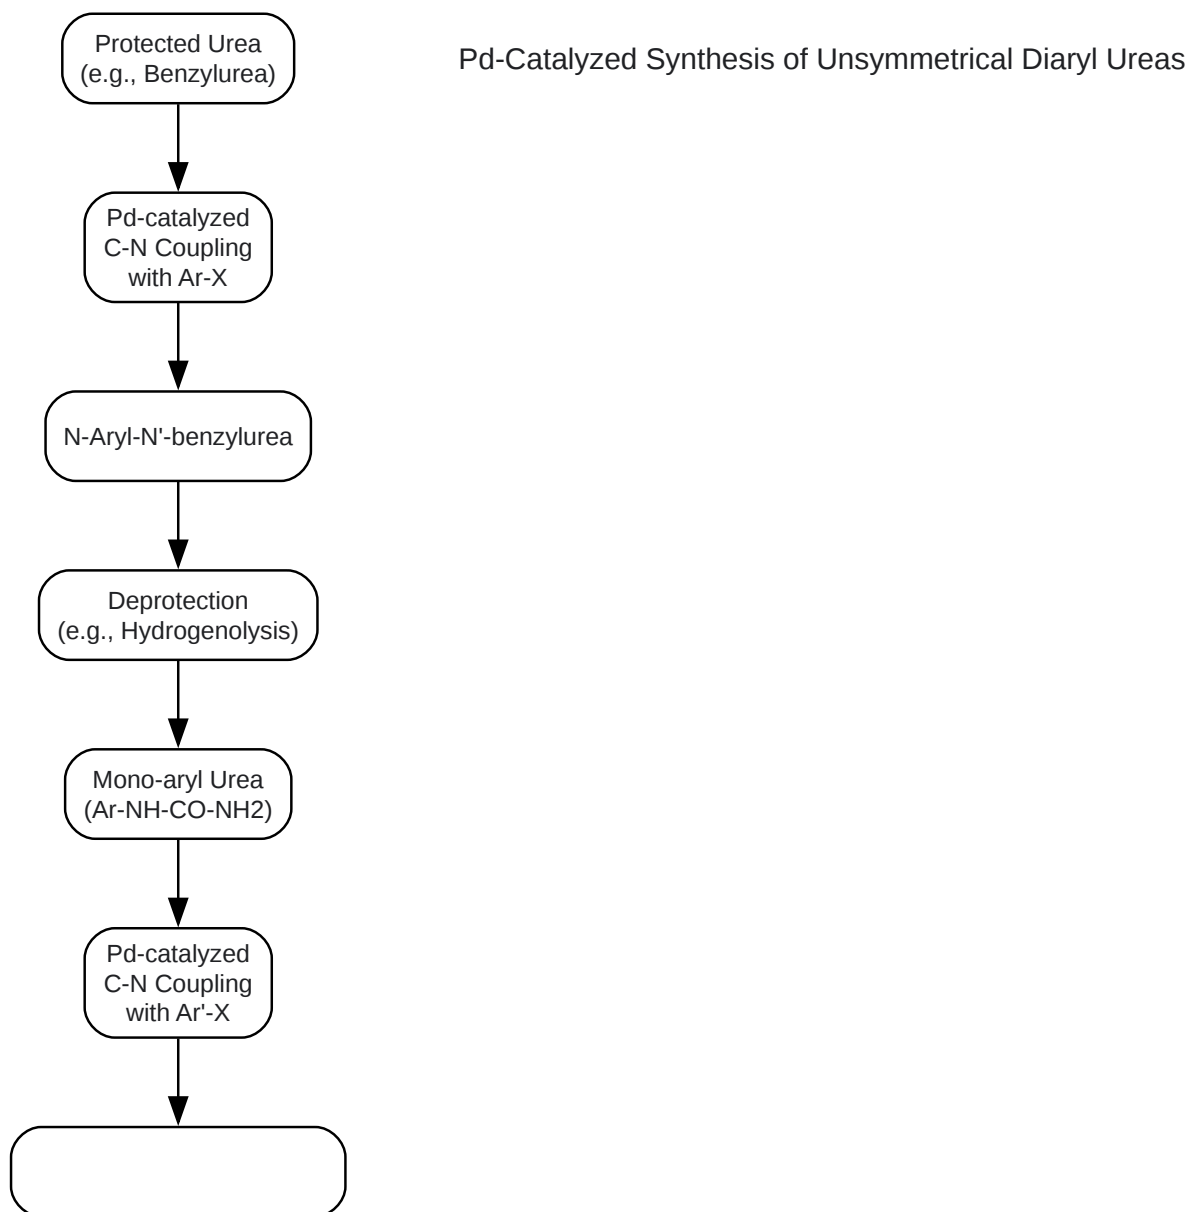 Protected Urea
(e.g., Benzylurea)
Pd-Catalyzed Synthesis of Unsymmetrical Diaryl Ureas
Pd-catalyzed
C-N Coupling
with Ar-X
N-Aryl-N'-benzylurea
Deprotection
(e.g., Hydrogenolysis)
Mono-aryl Urea
(Ar-NH-CO-NH2)
Pd-catalyzed
C-N Coupling
with Ar'-X